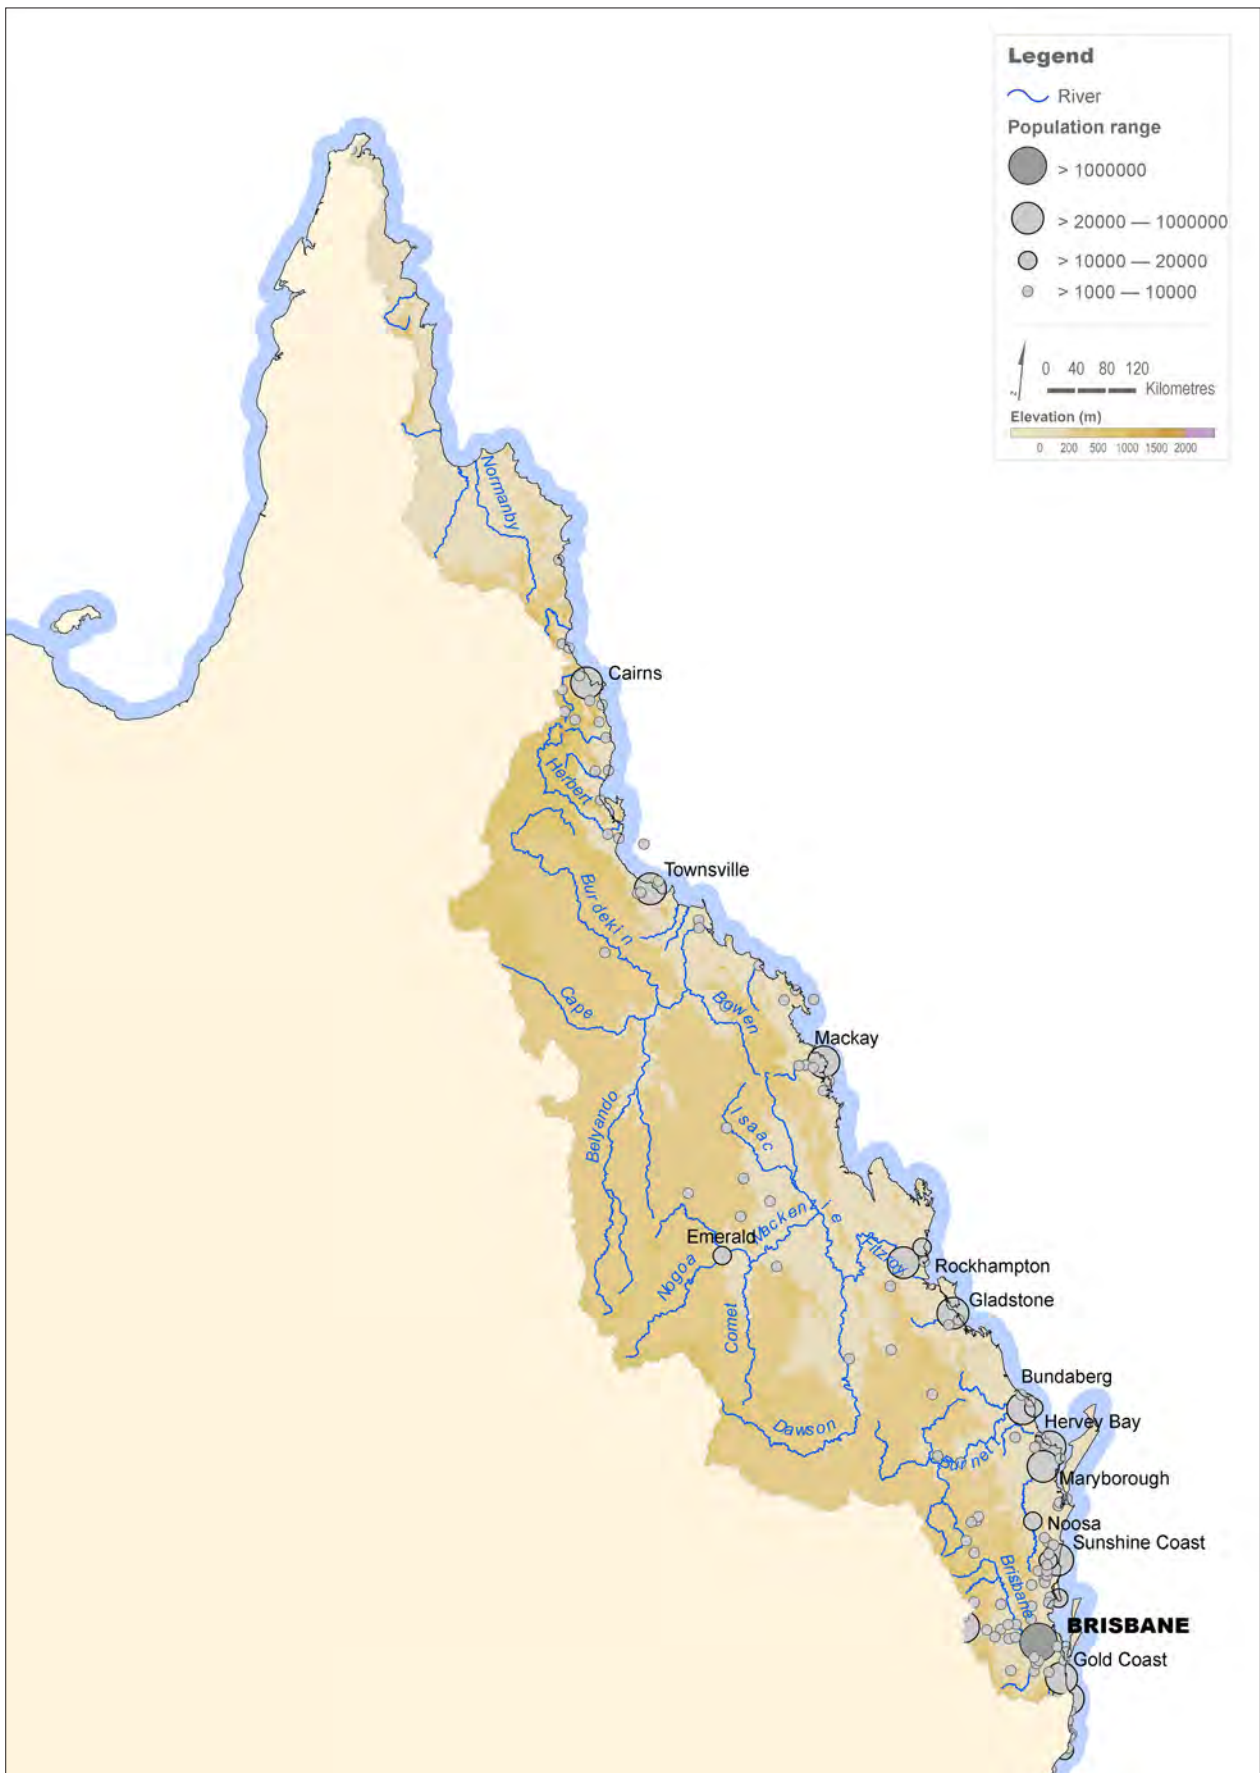 Legend
River
Population range
> 1000000
> 20000 — 1000000
> 10000 — 20000
> 1000 — 10000
N
0 40 80 120
Kilometres
Elevation (m)
0 200 500 1000 1500 2000
Normanby
Cairns
Herbert
Townsville
Burdekin
Cape
Bowen
Mackay
Belyando
Isaac
Mackenzie
Emerald
Fitzroy
Rockhampton
Nogoa
Gladstone
Comet
Bundaberg
Dawson
Hervey Bay
Burnett
Maryborough
Noosa
Sunshine Coast
Brisbane
BRISBANE
Gold Coast